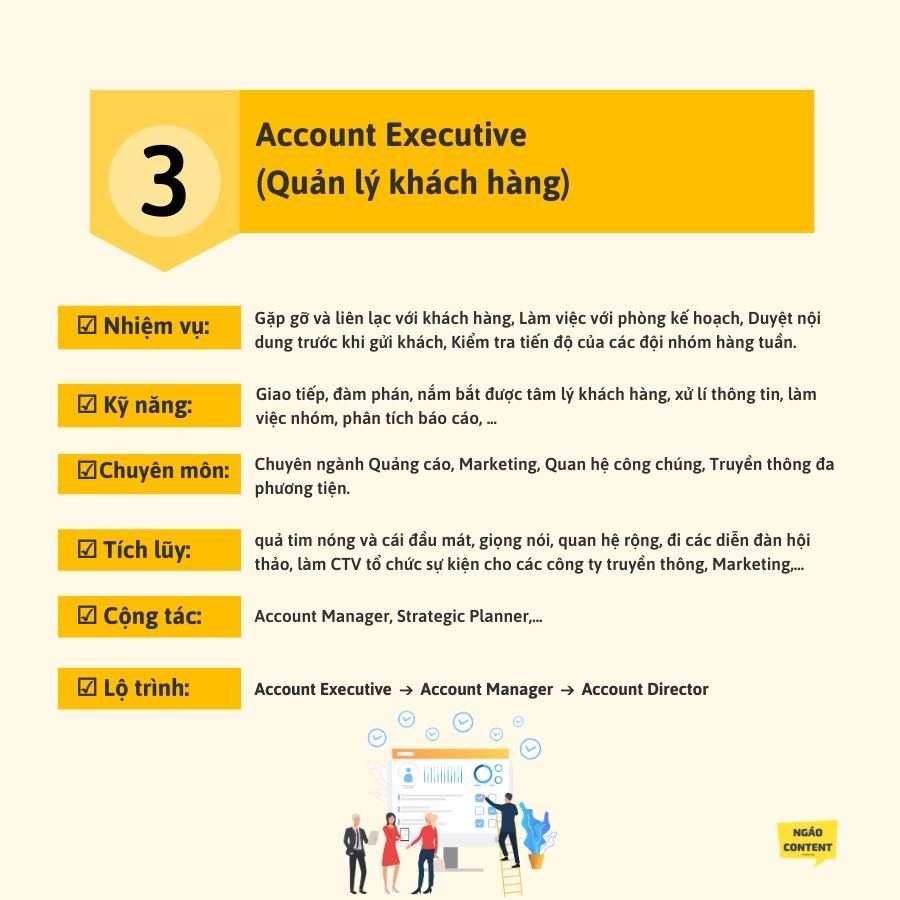 3
Account Executive
(Quản lý khách hàng)
☑ Nhiệm vụ:
Gặp gỡ và liên lạc với khách hàng, Làm việc với phòng kế hoạch, Duyệt nội
dung trước khi gửi khách, Kiểm tra tiến độ của các đội nhóm hàng tuần.
☑ Kỹ năng:
Giao tiếp, đàm phán, nắm bắt được tâm lý khách hàng, xử lí thông tin, làm
việc nhóm, phân tích báo cáo, ...
☑Chuyên môn:
Chuyên ngành Quảng cáo, Marketing, Quan hệ công chúng, Truyền thông đa
phương tiện.
☑ Tích lũy:
quả tim nóng và cái đầu mát, giọng nói, quan hệ rộng, đi các diễn đàn hội
thảo, làm CTV tổ chức sự kiện cho các công ty truyền thông, Marketing,...
☑ Cộng tác:
Account Manager, Strategic Planner,...
☑ Lộ trình:
Account Executive → Account Manager → Account Director
NGÁO
CONTENT